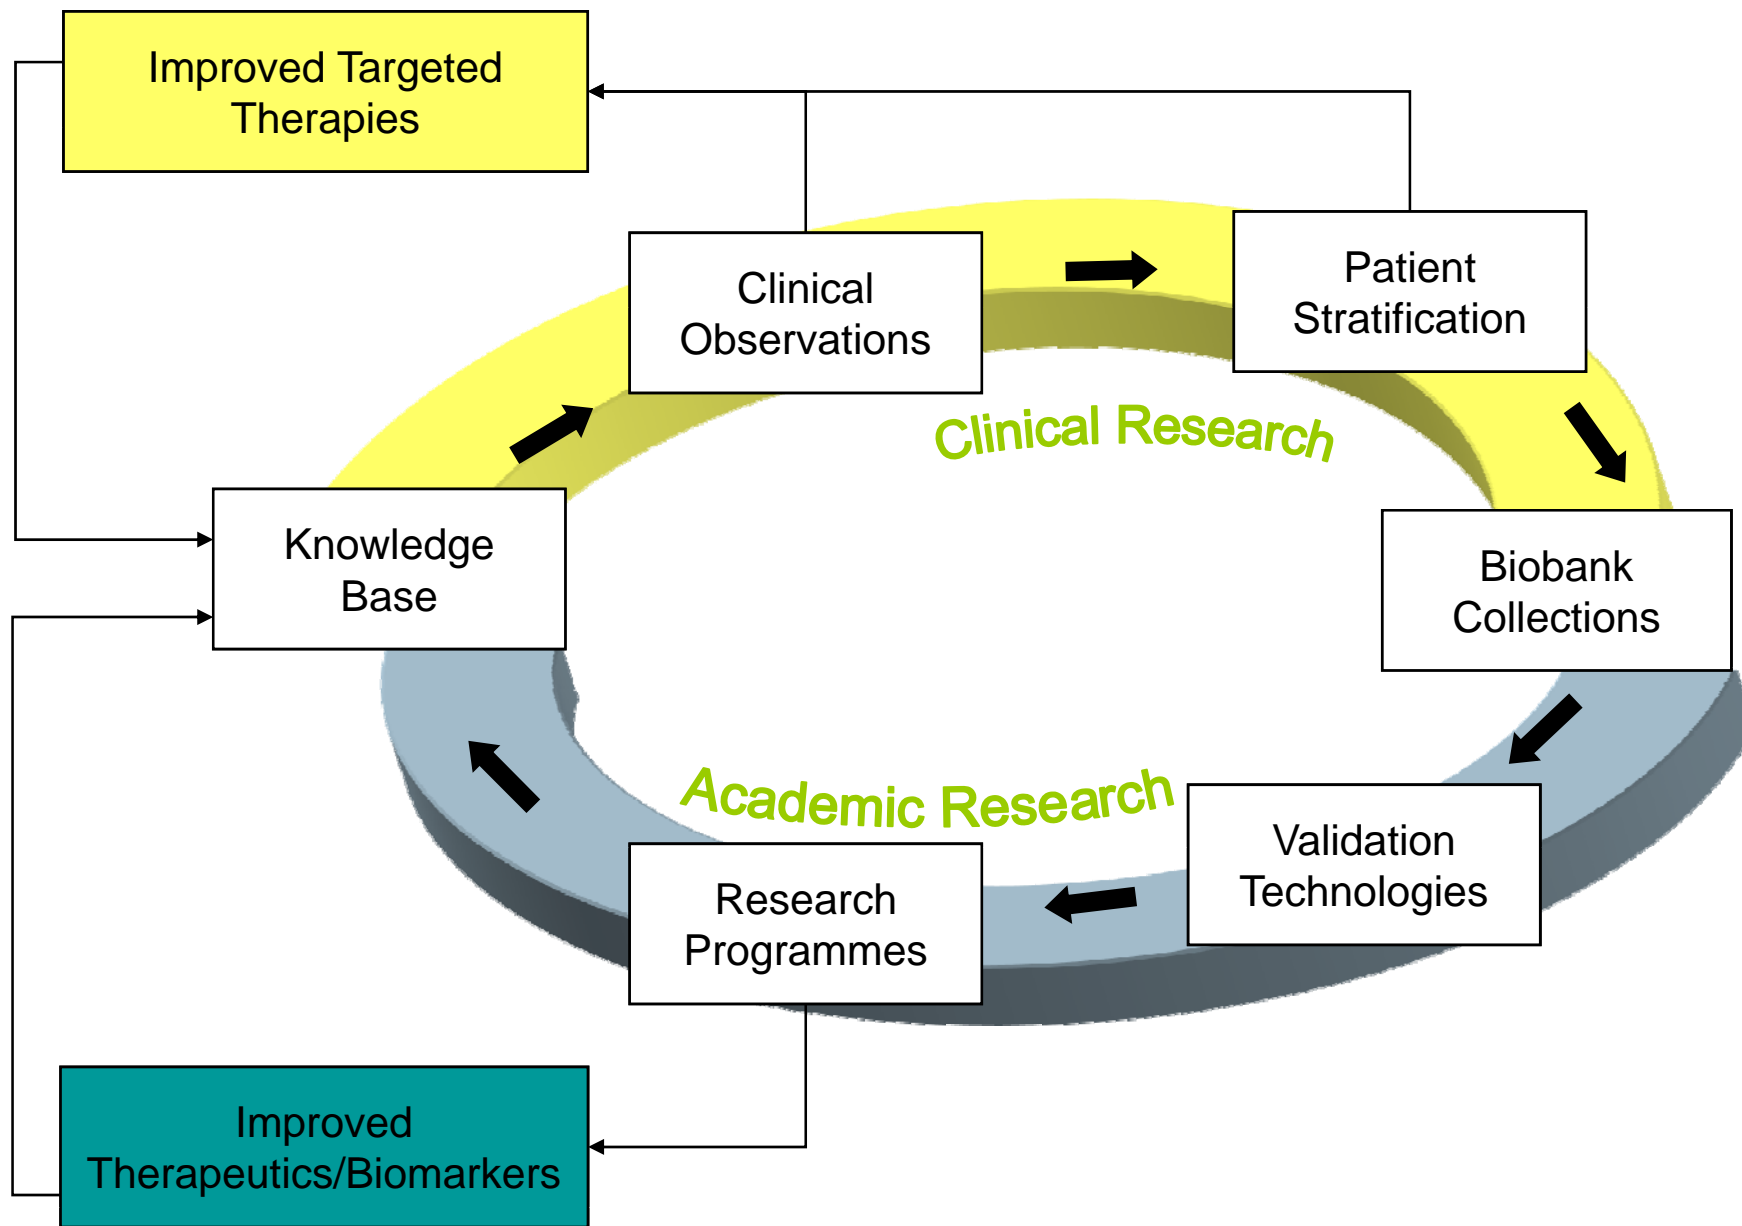 Improved Targeted
Therapies
Clinical
Observations
Patient
Stratification
Clinical Research
Knowledge
Base
Biobank
Collections
Academic Research
Validation
Technologies
Research
Programmes
Improved
Therapeutics/Biomarkers